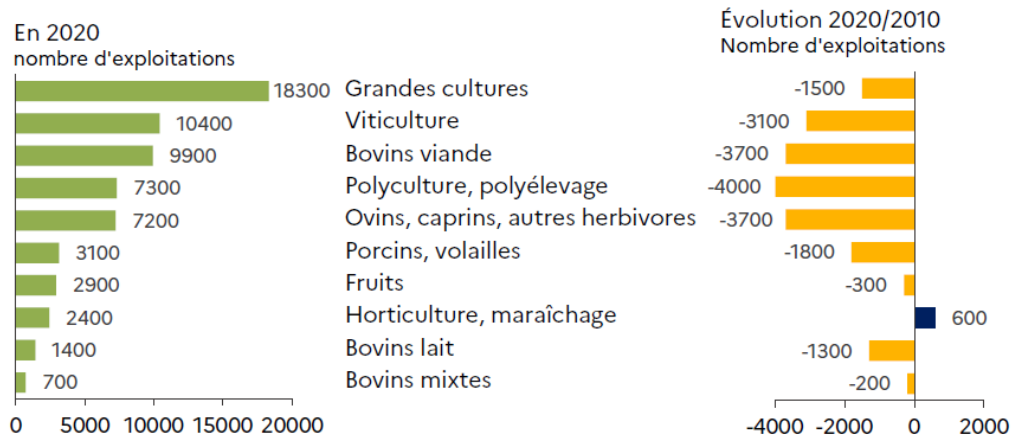 En 2020
nombre d'exploitations
Évolution 2020/2010
Nombre d'exploitations
18300 Grandes cultures -1500
10400 Viticulture -3100
9900 Bovins viande -3700
7300 Polyculture, polyélevage -4000
7200 Ovins, caprins, autres herbivores -3700
3100 Porcins, volailles -1800
2900 Fruits -300
2400 Horticulture, maraîchage 600
1400 Bovins lait -1300
700 Bovins mixtes -200
0 5000 10000 15000 20000
-4000 -2000 0 2000